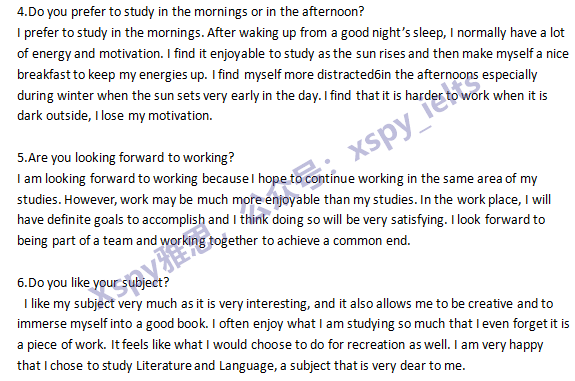 4.Do you prefer to study in the mornings or in the afternoon?
I prefer to study in the mornings. After waking up from a good night's sleep, I normally have a lot
of energy and motivation. I find it enjoyable to study as the sun rises and then make myself a nice
breakfast to keep my energies up. I find myself more distracted6in the afternoons especially
during winter when the sun sets very early in the day. I find that it is harder to work when it is
dark outside, I lose my motivation.
5.Are you looking forward to working?
I am looking forward to working because I hope to continue working in the same area of my
studies. However, work may be much more enjoyable than my studies. In the work place, I will
have definite goals to accomplish and I think doing so will be very satisfying. I look forward to
being part of a team and working together to achieve a common end.
6.Do you like your subject?
I like my subject very much as it is very interesting, and it also allows me to be creative and to
immerse myself into a good book. I often enjoy what I am studying so much that I even forget it is
a piece of work. It feels like what I would choose to do for recreation as well. I am very happy
that I chose to study Literature and Language, a subject that is very dear to me.
xspy雅思，公众号：xspy_ielts